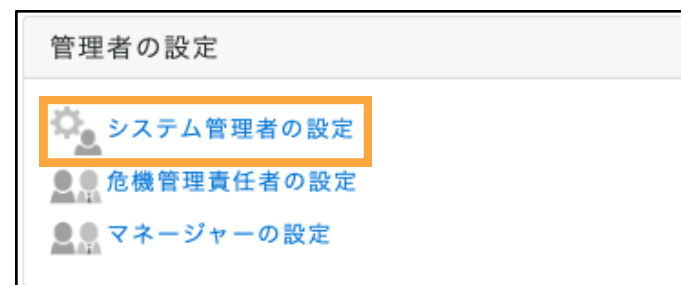 管理者の設定
システム管理者の設定
危機管理責任者の設定
マネージャーの設定